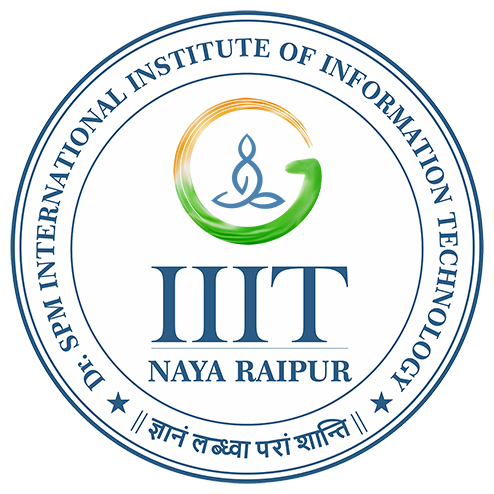 Dr. SPM INTERNATIONAL INSTITUTE OF INFORMATION TECHNOLOGY
IIIT
NAYA RAIPUR
|| ज्ञानं लब्ध्वा परां शान्ति ||